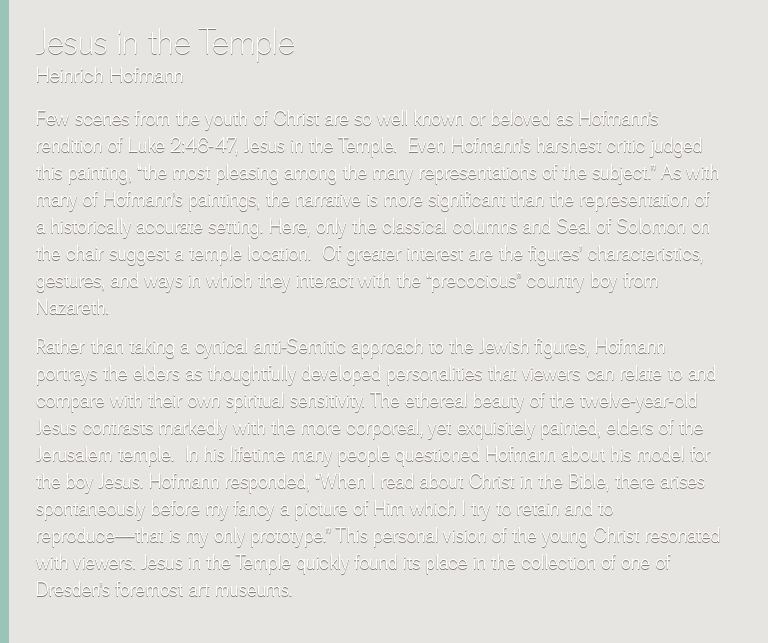 Jesus in the Temple
Heinrich Hofmann
Few scenes from the youth of Christ are so well known or beloved as Hofmann's
rendition of Luke 2:46-47, Jesus in the Temple.  Even Hofmann's harshest critic judged
this painting, "the most pleasing among the many representations of the subject." As with
many of Hofmann's paintings, the narrative is more significant than the representation of
a historically accurate setting. Here, only the classical columns and Seal of Solomon on
the chair suggest a temple location.  Of greater interest are the figures' characteristics,
gestures, and ways in which they interact with the "precocious" country boy from
Nazareth.
Rather than taking a cynical anti-Semitic approach to the Jewish figures, Hofmann
portrays the elders as thoughtfully developed personalities that viewers can relate to and
compare with their own spiritual sensitivity. The ethereal beauty of the twelve-year-old
Jesus contrasts markedly with the more corporeal, yet exquisitely painted, elders of the
Jerusalem temple.  In his lifetime many people questioned Hofmann about his model for
the boy Jesus. Hofmann responded, "When I read about Christ in the Bible, there arises
spontaneously before my fancy a picture of Him which I try to retain and to
reproduce—that is my only prototype." This personal vision of the young Christ resonated
with viewers. Jesus in the Temple quickly found its place in the collection of one of
Dresden's foremost art museums.